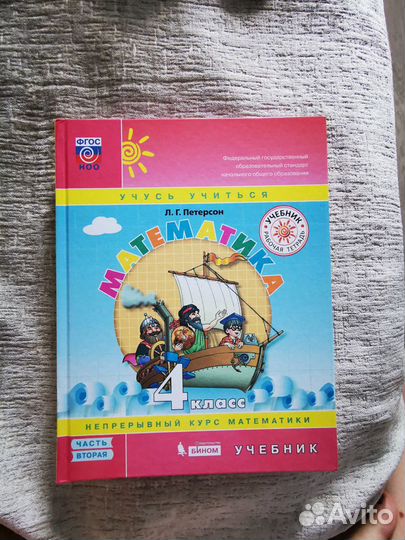 ФГОС
НОО
Федеральный государственный
образовательный стандарт
начального общего образования
УЧУСЬ УЧИТЬСЯ
Л. Г. Петерсон
МАТЕМАТИКА
УЧЕБНИК
РАБОЧАЯ ТЕТРАДЬ
4 класс
НЕПРЕРЫВНЫЙ КУРС МАТЕМАТИКИ
ЧАСТЬ
ВТОРАЯ
БИНОМ
УЧЕБНИК
Avito